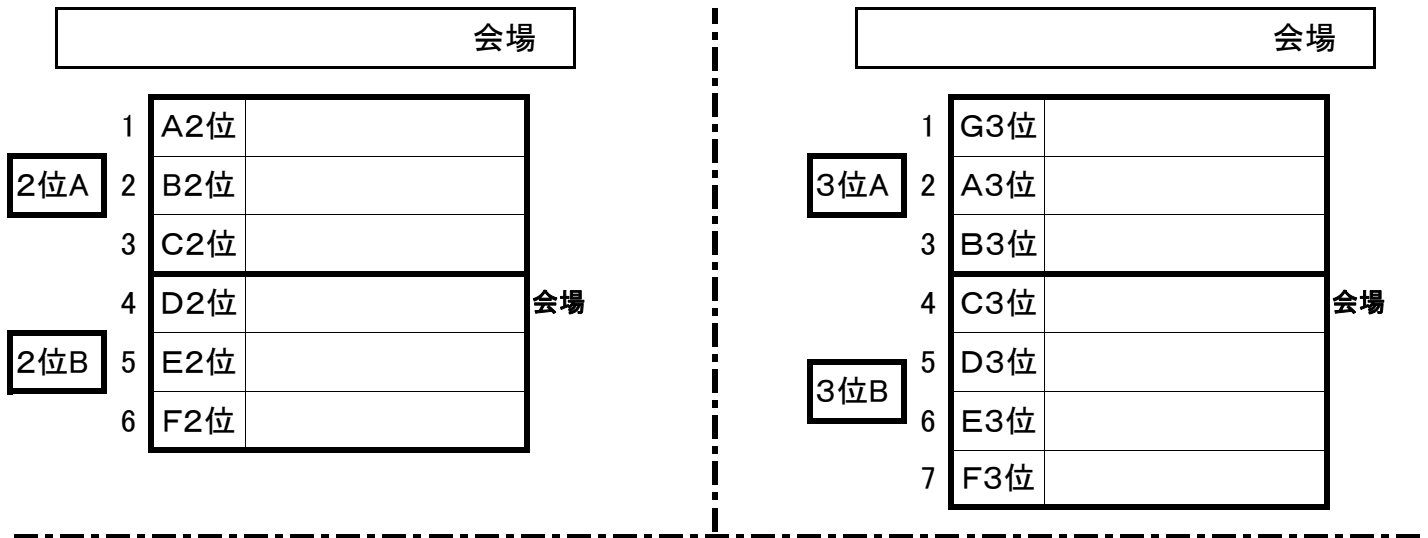 会場
1 A2位
2位A 2 B2位
3 C2位
4 D2位 会場
2位B 5 E2位
6 F2位
会場
1 G3位
3位A 2 A3位
3 B3位
4 C3位 会場
5 D3位
3位B
6 E3位
7 F3位